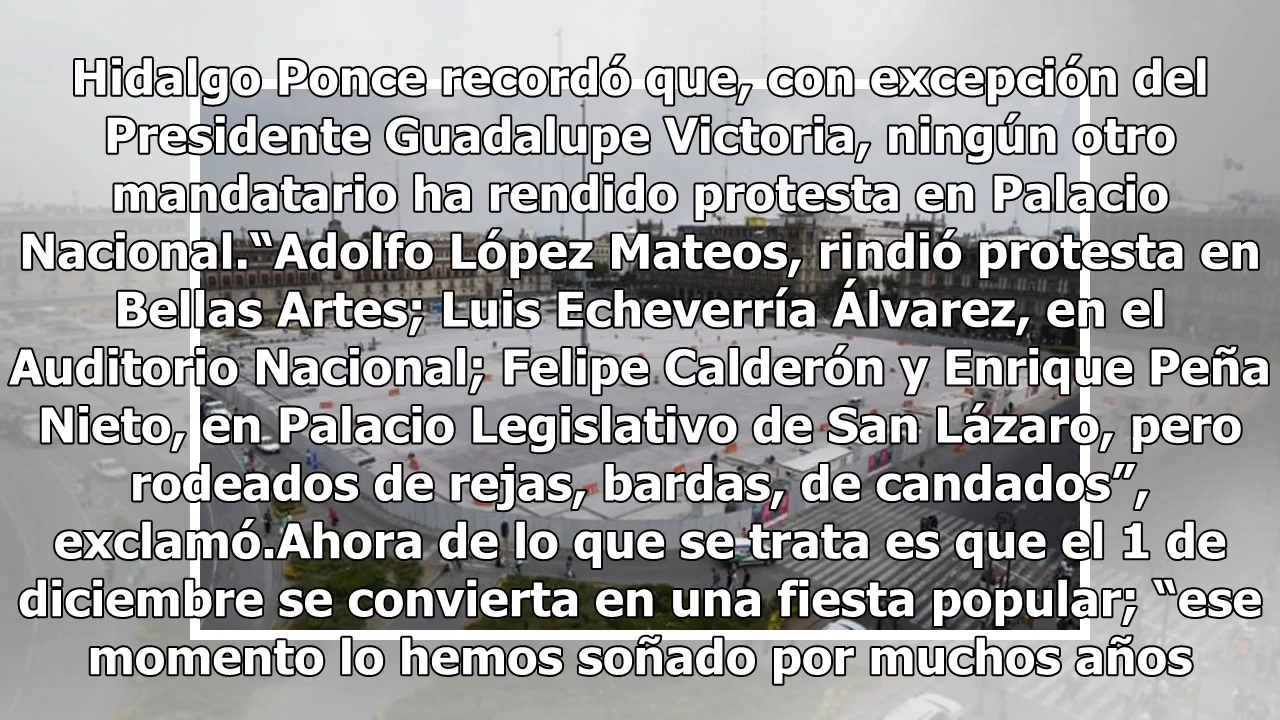 Hidalgo Ponce recordó que, con excepción del
Presidente Guadalupe Victoria, ningún otro
mandatario ha rendido protesta en Palacio
Nacional.“Adolfo López Mateos, rindió protesta en
Bellas Artes; Luis Echeverría Álvarez, en el
Auditorio Nacional; Felipe Calderón y Enrique Peña
Nieto, en Palacio Legislativo de San Lázaro, pero
rodeados de rejas, bardas, de candados”,
exclamó.Ahora de lo que se trata es que el 1 de
diciembre se convierta en una fiesta popular; “ese
momento lo hemos soñado por muchos años